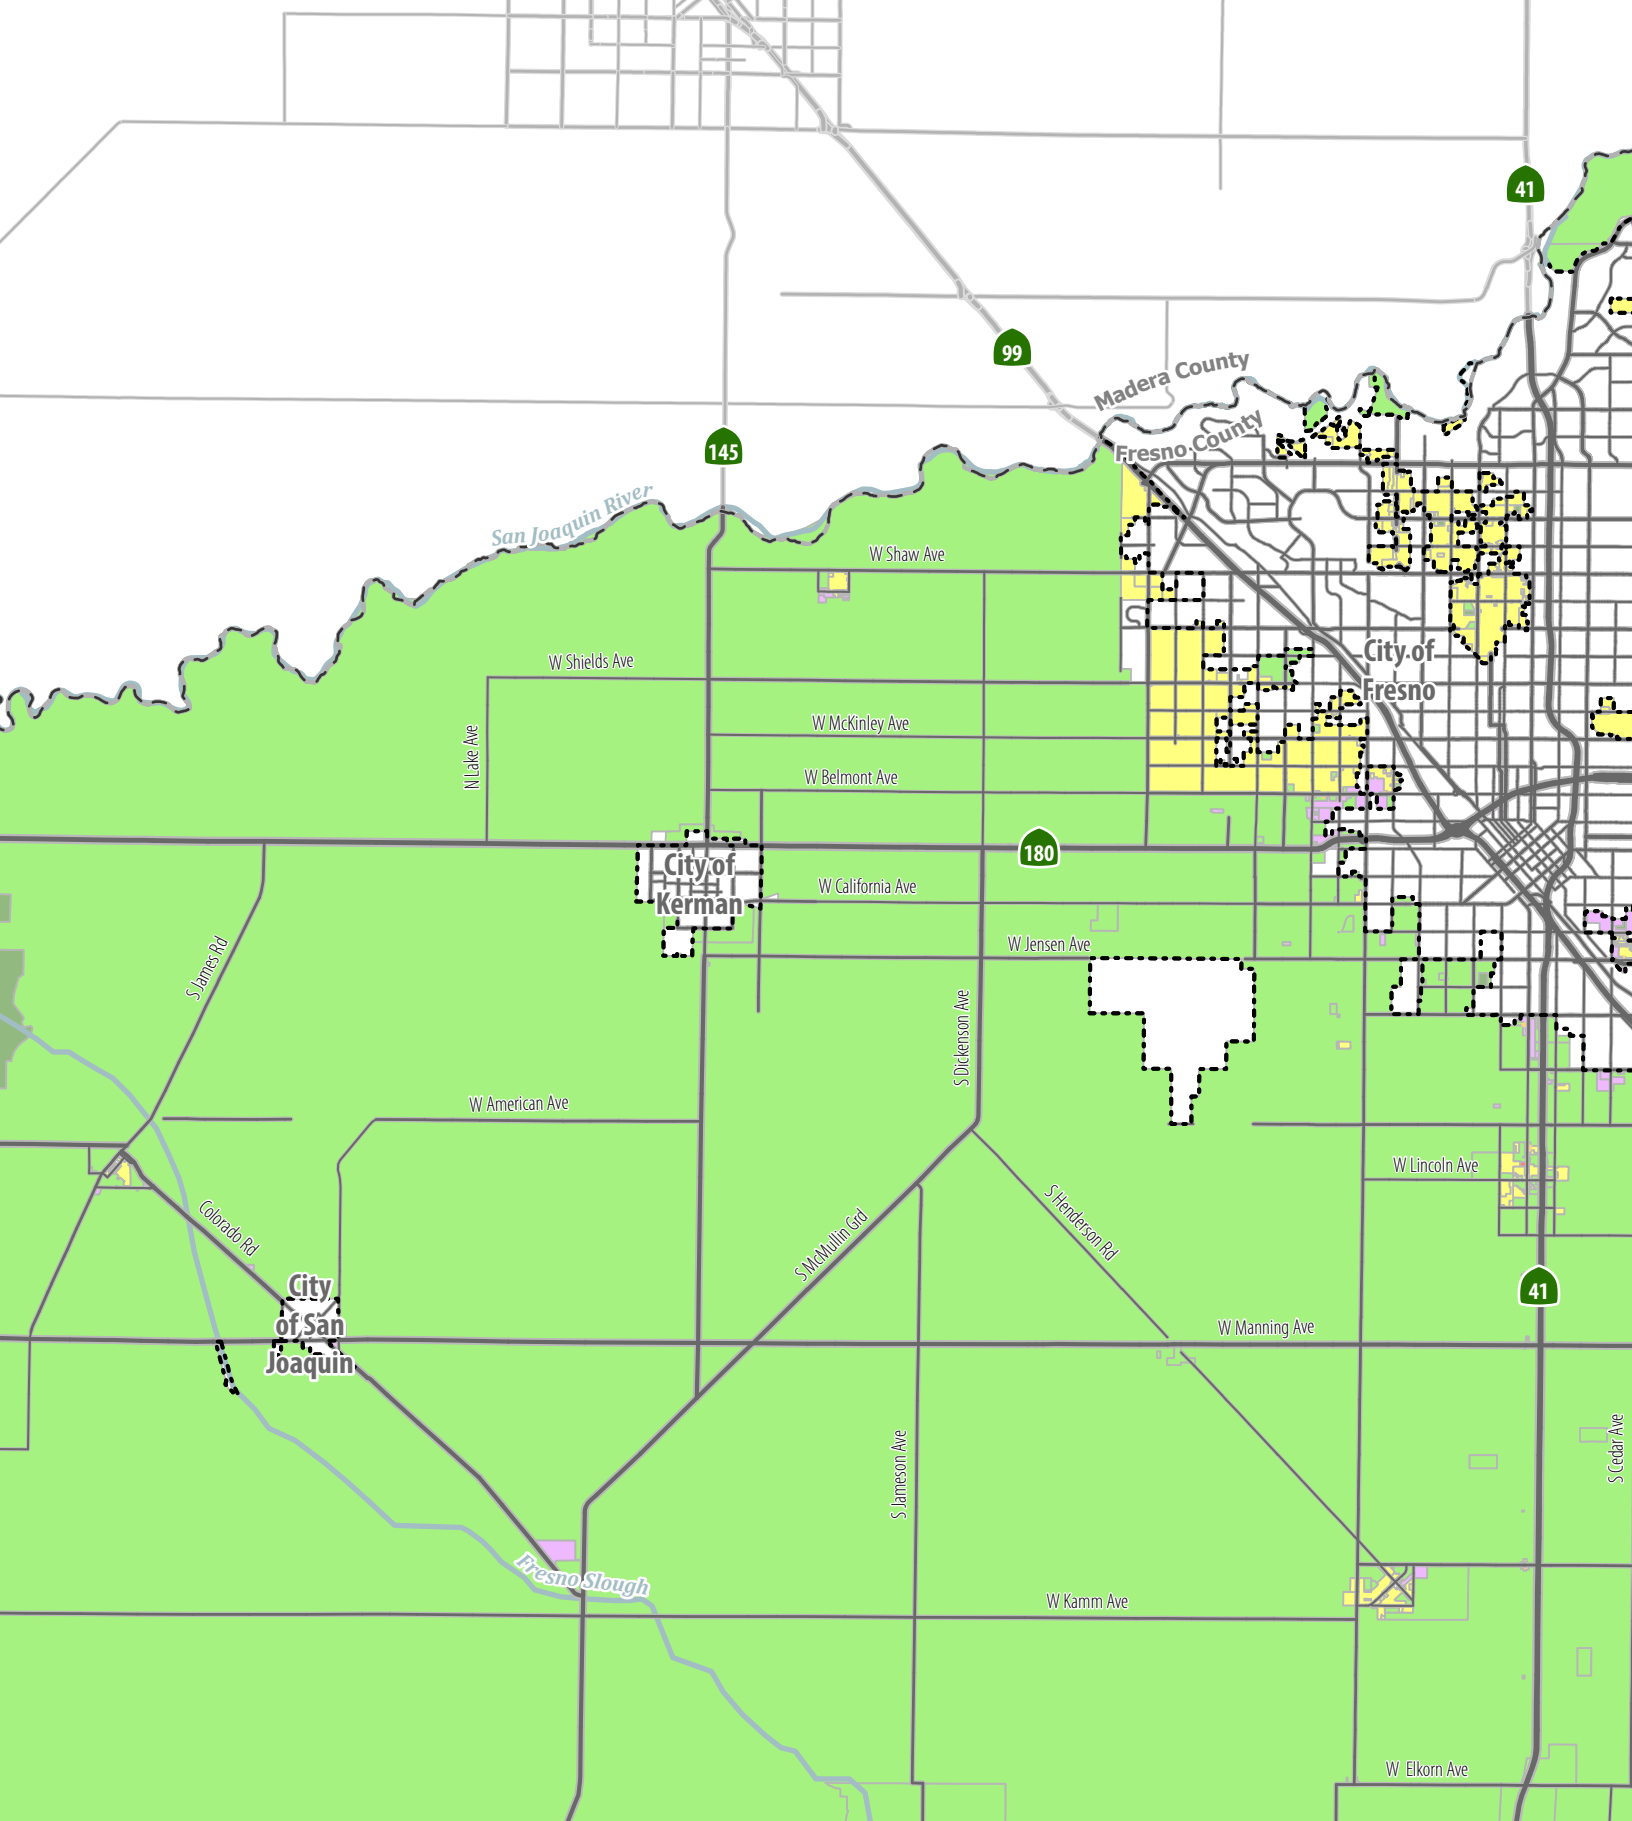 41
99
Madera County
Fresno County
145
San Joaquin River
W Shaw Ave
W Shields Ave
City of
Fresno
W McKinley Ave
N Lake Ave
W Belmont Ave
180
City of
Kerman
W California Ave
W Jensen Ave
S James Rd
S Dickenson Ave
W American Ave
W Lincoln Ave
Colorado Rd
S McMullin Grd
S Henderson Rd
City
of San
Joaquin
41
W Manning Ave
S Jameson Ave
S Cedar Ave
Fresno Slough
W Kamm Ave
W Elkorn Ave